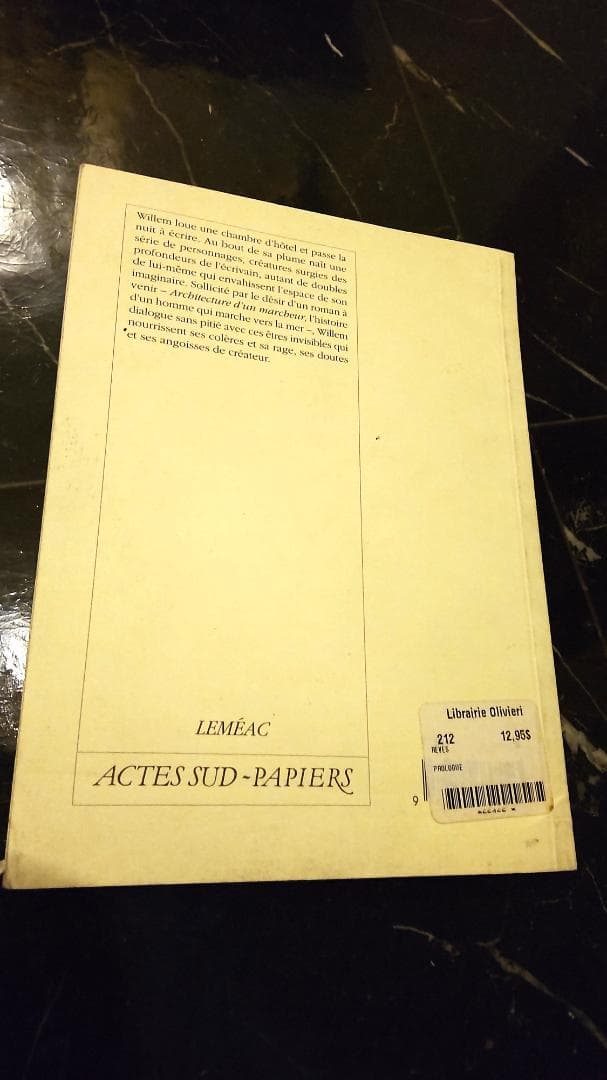 Willem loue une chambre d'hôtel et passe la
nuit à écrire. Au bout de sa plume naît une
série de personnages, créatures surgies des
profondeurs de l'écrivain, autant de doubles
de lui-même qui envahissent l'espace de son
imaginaire. Sollicité par le désir d'un roman à
venir – Architecture d'un marcheur, l'histoire
d'un homme qui marche vers la mer –, Willem
dialogue sans pitié avec ces êtres invisibles qui
nourrissent ses colères et sa rage, ses doutes
et ses angoisses de créateur.
LEMÉAC
ACTES SUD-PAPIERS
Librairie Olivieri
212 12,95$
REVES
PROLOGUE
9